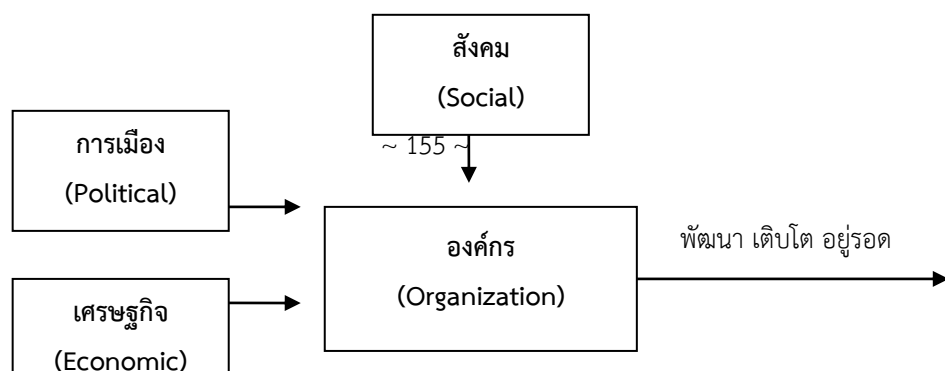 สังคม
(Social)
~ 155 ~
การเมือง
(Political)
องค์กร
(Organization)
พัฒนา เติบโต อยู่รอด
เศรษฐกิจ
(Economic)